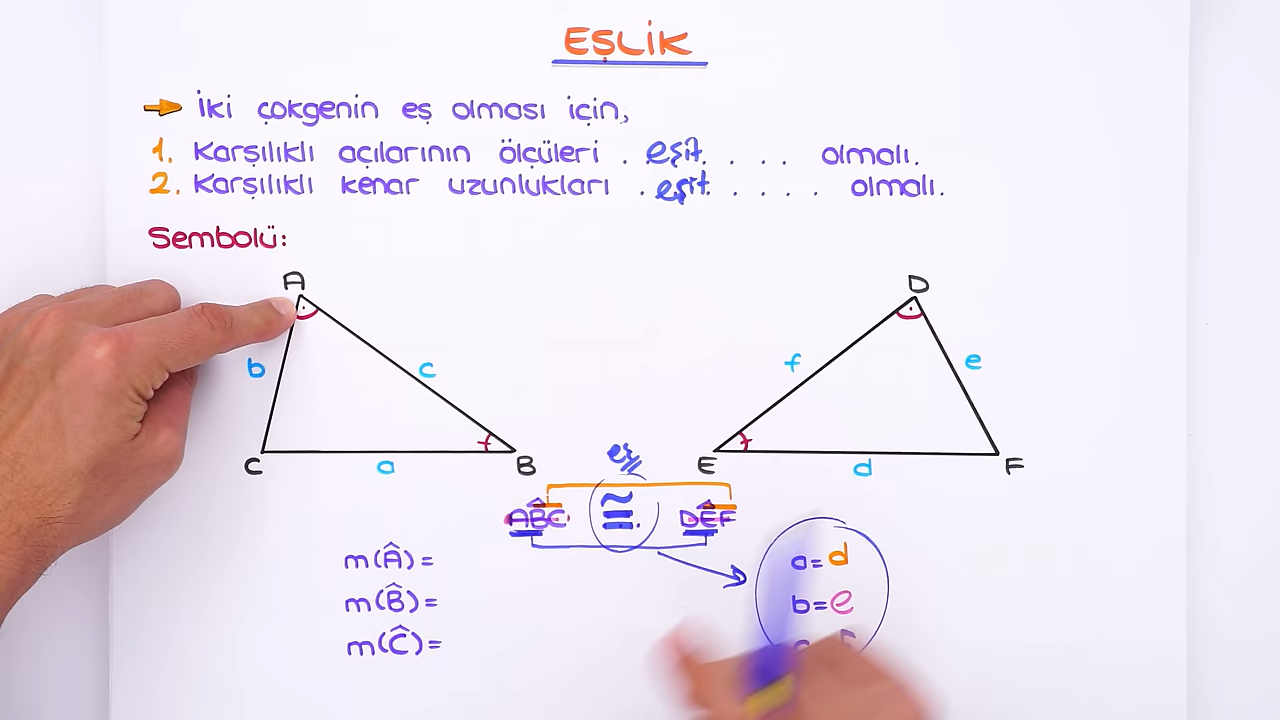 EŞLİK
İki çokgenin eş olması için,
1. Karşılıklı açılarının ölçüleri . eşit. . . . olmalı.
2. Karşılıklı kenar uzunlukları . eşit. . . . . olmalı.
Sembolü:
A
D
b
c
f
e
C
a
B
E
d
F
eş
ABC ≅ DEF
m(Â)=
a=d
m(B̂)=
b=e
m(Ĉ)=